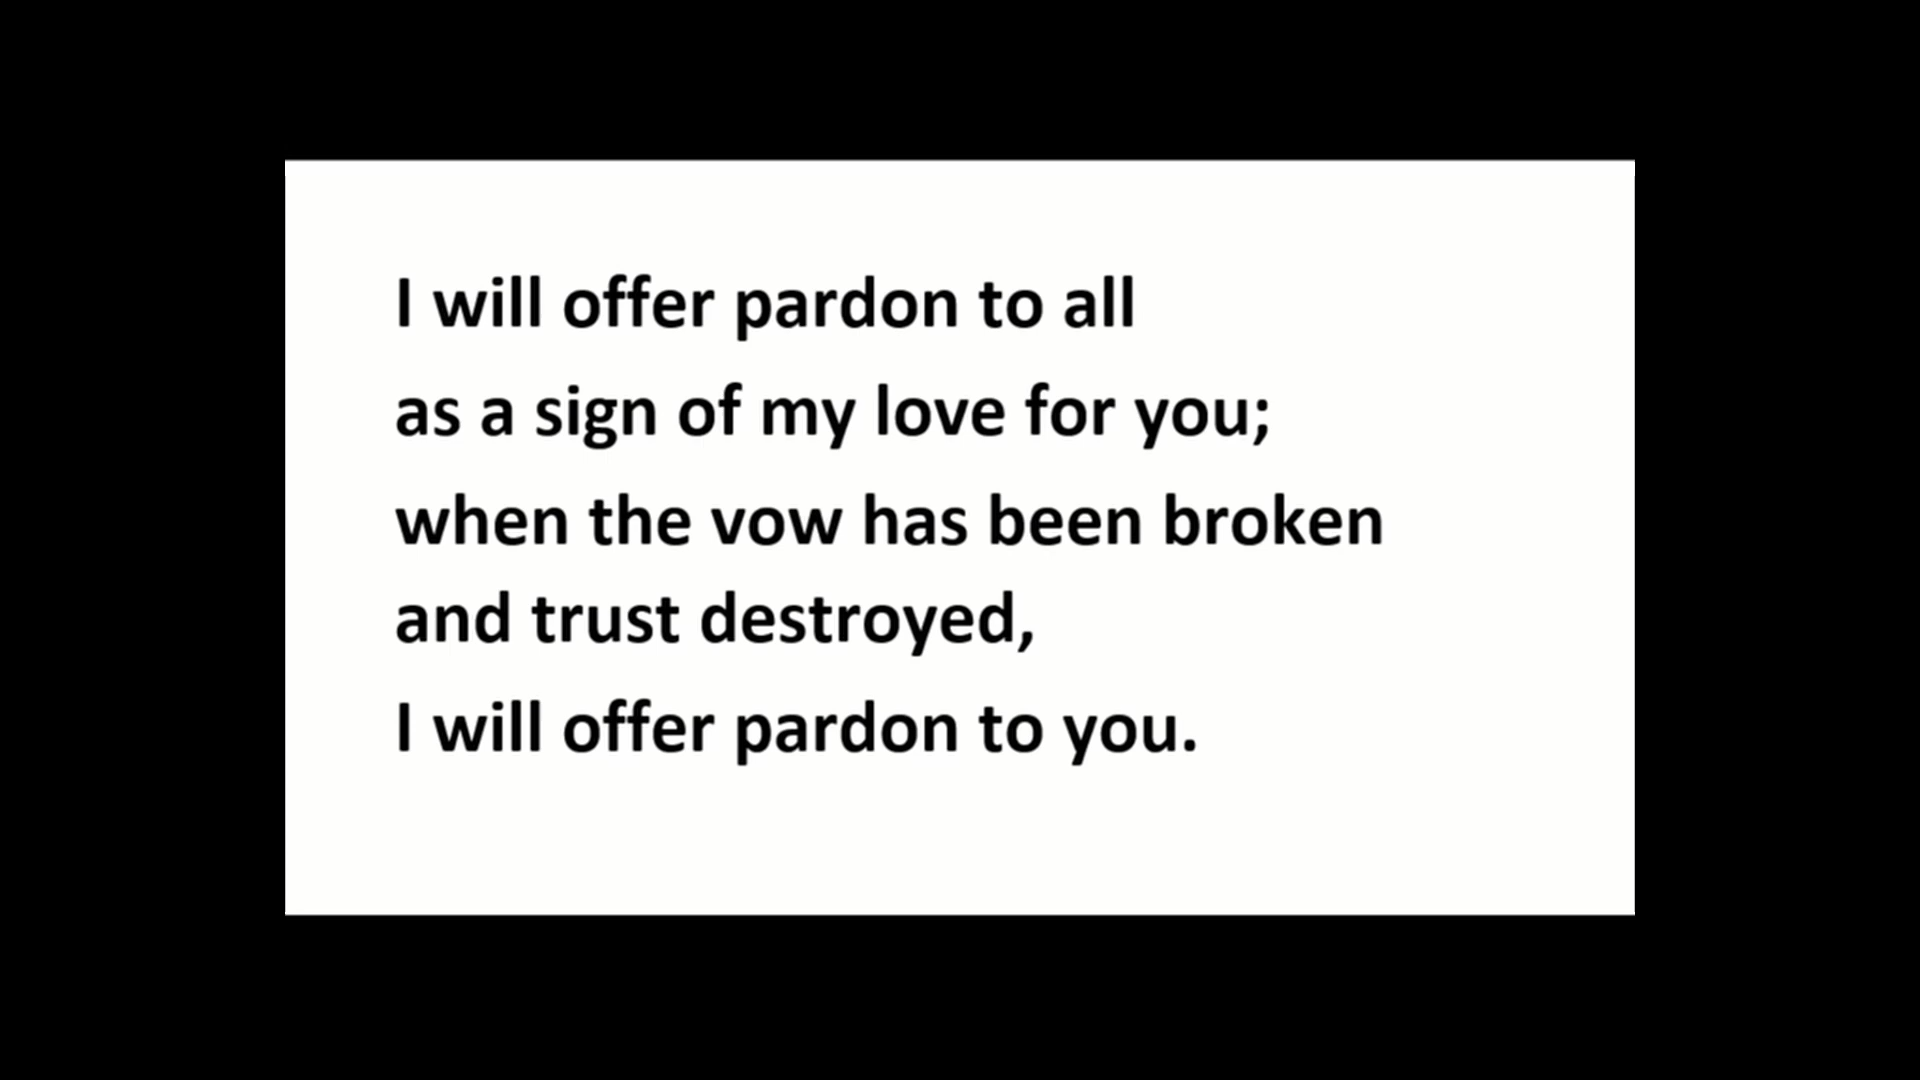 I will offer pardon to all
as a sign of my love for you;
when the vow has been broken
and trust destroyed,
I will offer pardon to you.